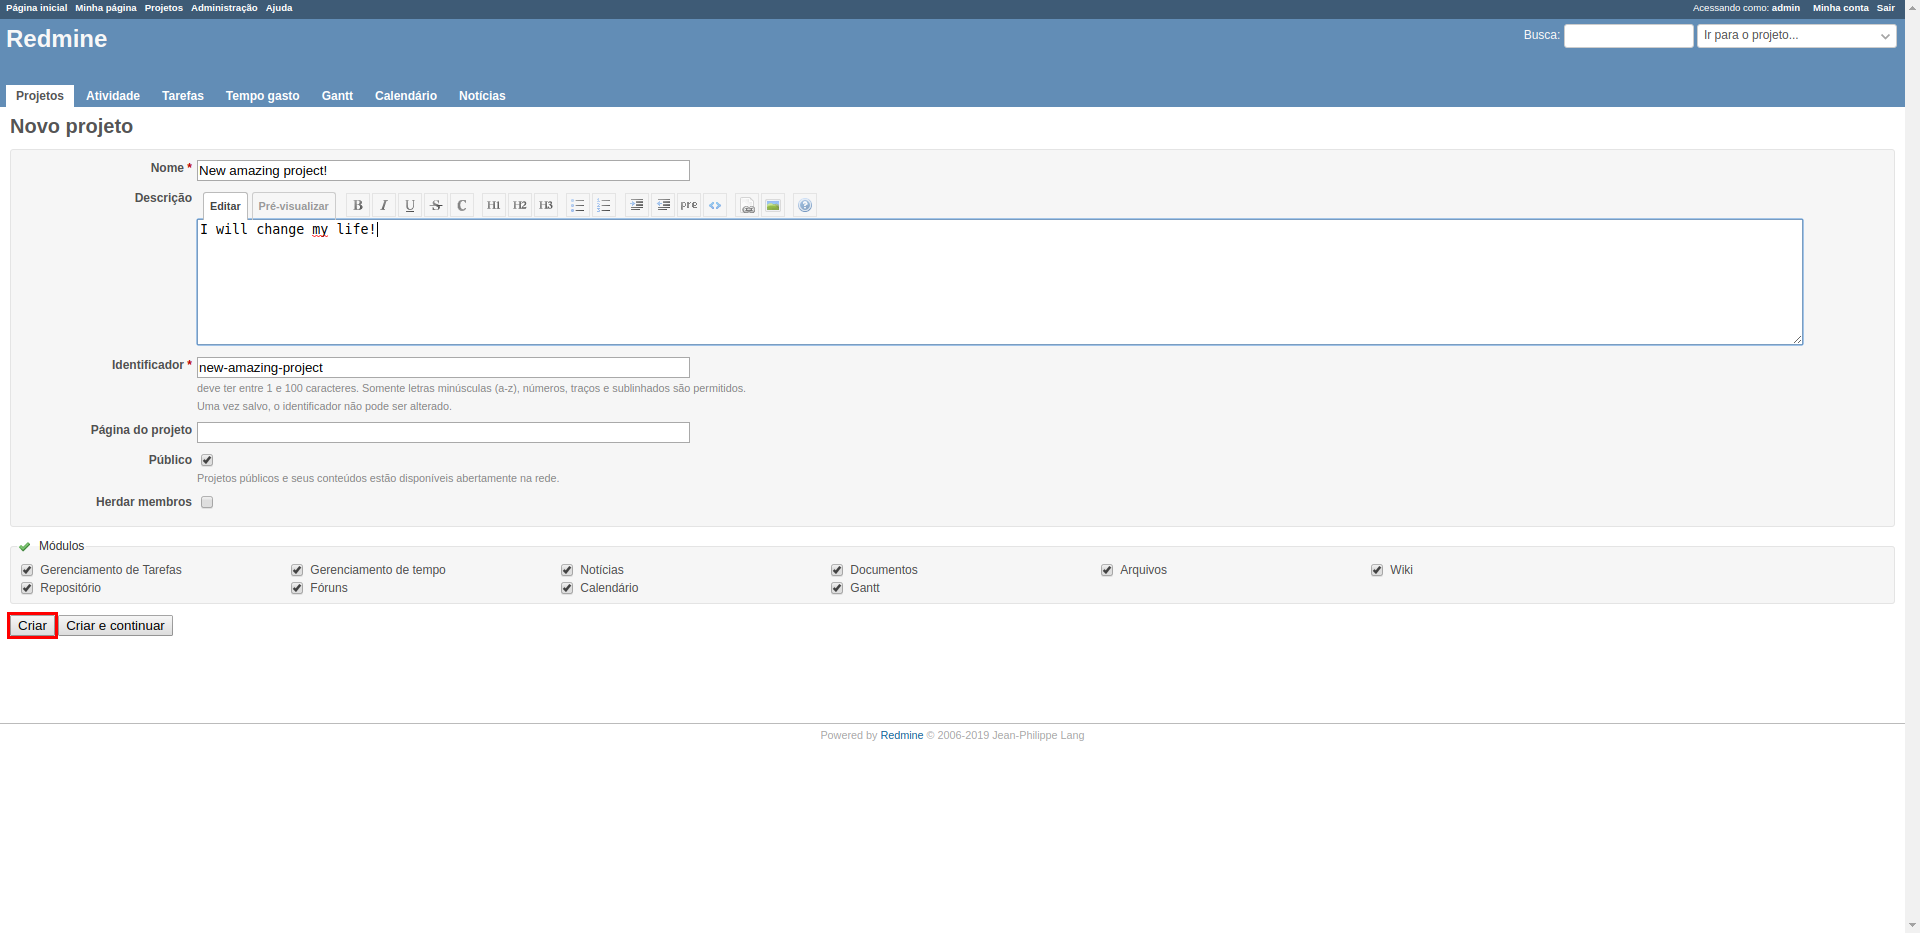 Página inicial Minha página Projetos Administração Ajuda Acessando como: admin Minha conta Sair
Redmine Busca: Ir para o projeto...
Projetos Atividade Tarefas Tempo gasto Gantt Calendário Notícias
Novo projeto
Nome * New amazing project!
Descrição Editar Pré-visualizar B I U S C H1 H2 H3 pre <>
I will change my life!
Identificador * new-amazing-project
deve ter entre 1 e 100 caracteres. Somente letras minúsculas (a-z), números, traços e sublinhados são permitidos.
Uma vez salvo, o identificador não pode ser alterado.
Página do projeto
Público
Projetos públicos e seus conteúdos estão disponíveis abertamente na rede.
Herdar membros
Módulos
Gerenciamento de Tarefas Gerenciamento de tempo Notícias Documentos Arquivos Wiki
Repositório Fóruns Calendário Gantt
Criar Criar e continuar
Powered by Redmine © 2006-2019 Jean-Philippe Lang